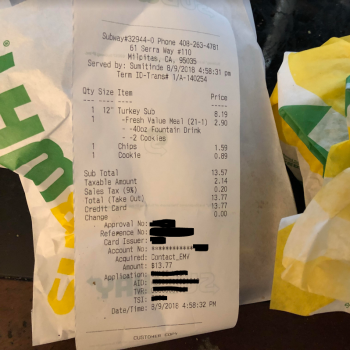 Subway#32944-0 Phone 408-263-4781
61 Serra Way #110
Milpitas, CA, 95035
Served by: Sumitinde 8/9/2018 4:58:31 pm
Term ID-Trans# 1/A-140254
Qty Size Item Price
1 12" Turkey Sub 8.19
1 -Fresh Value Meal (21-1) 2.90
- -40oz Fountain Drink
- -2 Cookies
1 Chips 1.59
1 Cookie 0.89
Sub Total 13.57
Taxable Amount 2.14
Sales Tax (9%) 0.20
Total (Take Out) 13.77
Credit Card 13.77
Change 0.00
Approval No:
Reference No:
Card Issuer:
Account No:
Acquired: Contact_EMV
Amount: $13.77
Application:
AID:
TVR:
TSI:
Date/Time: 8/9/2018 4:58:32 PM
CUSTOMER COPY